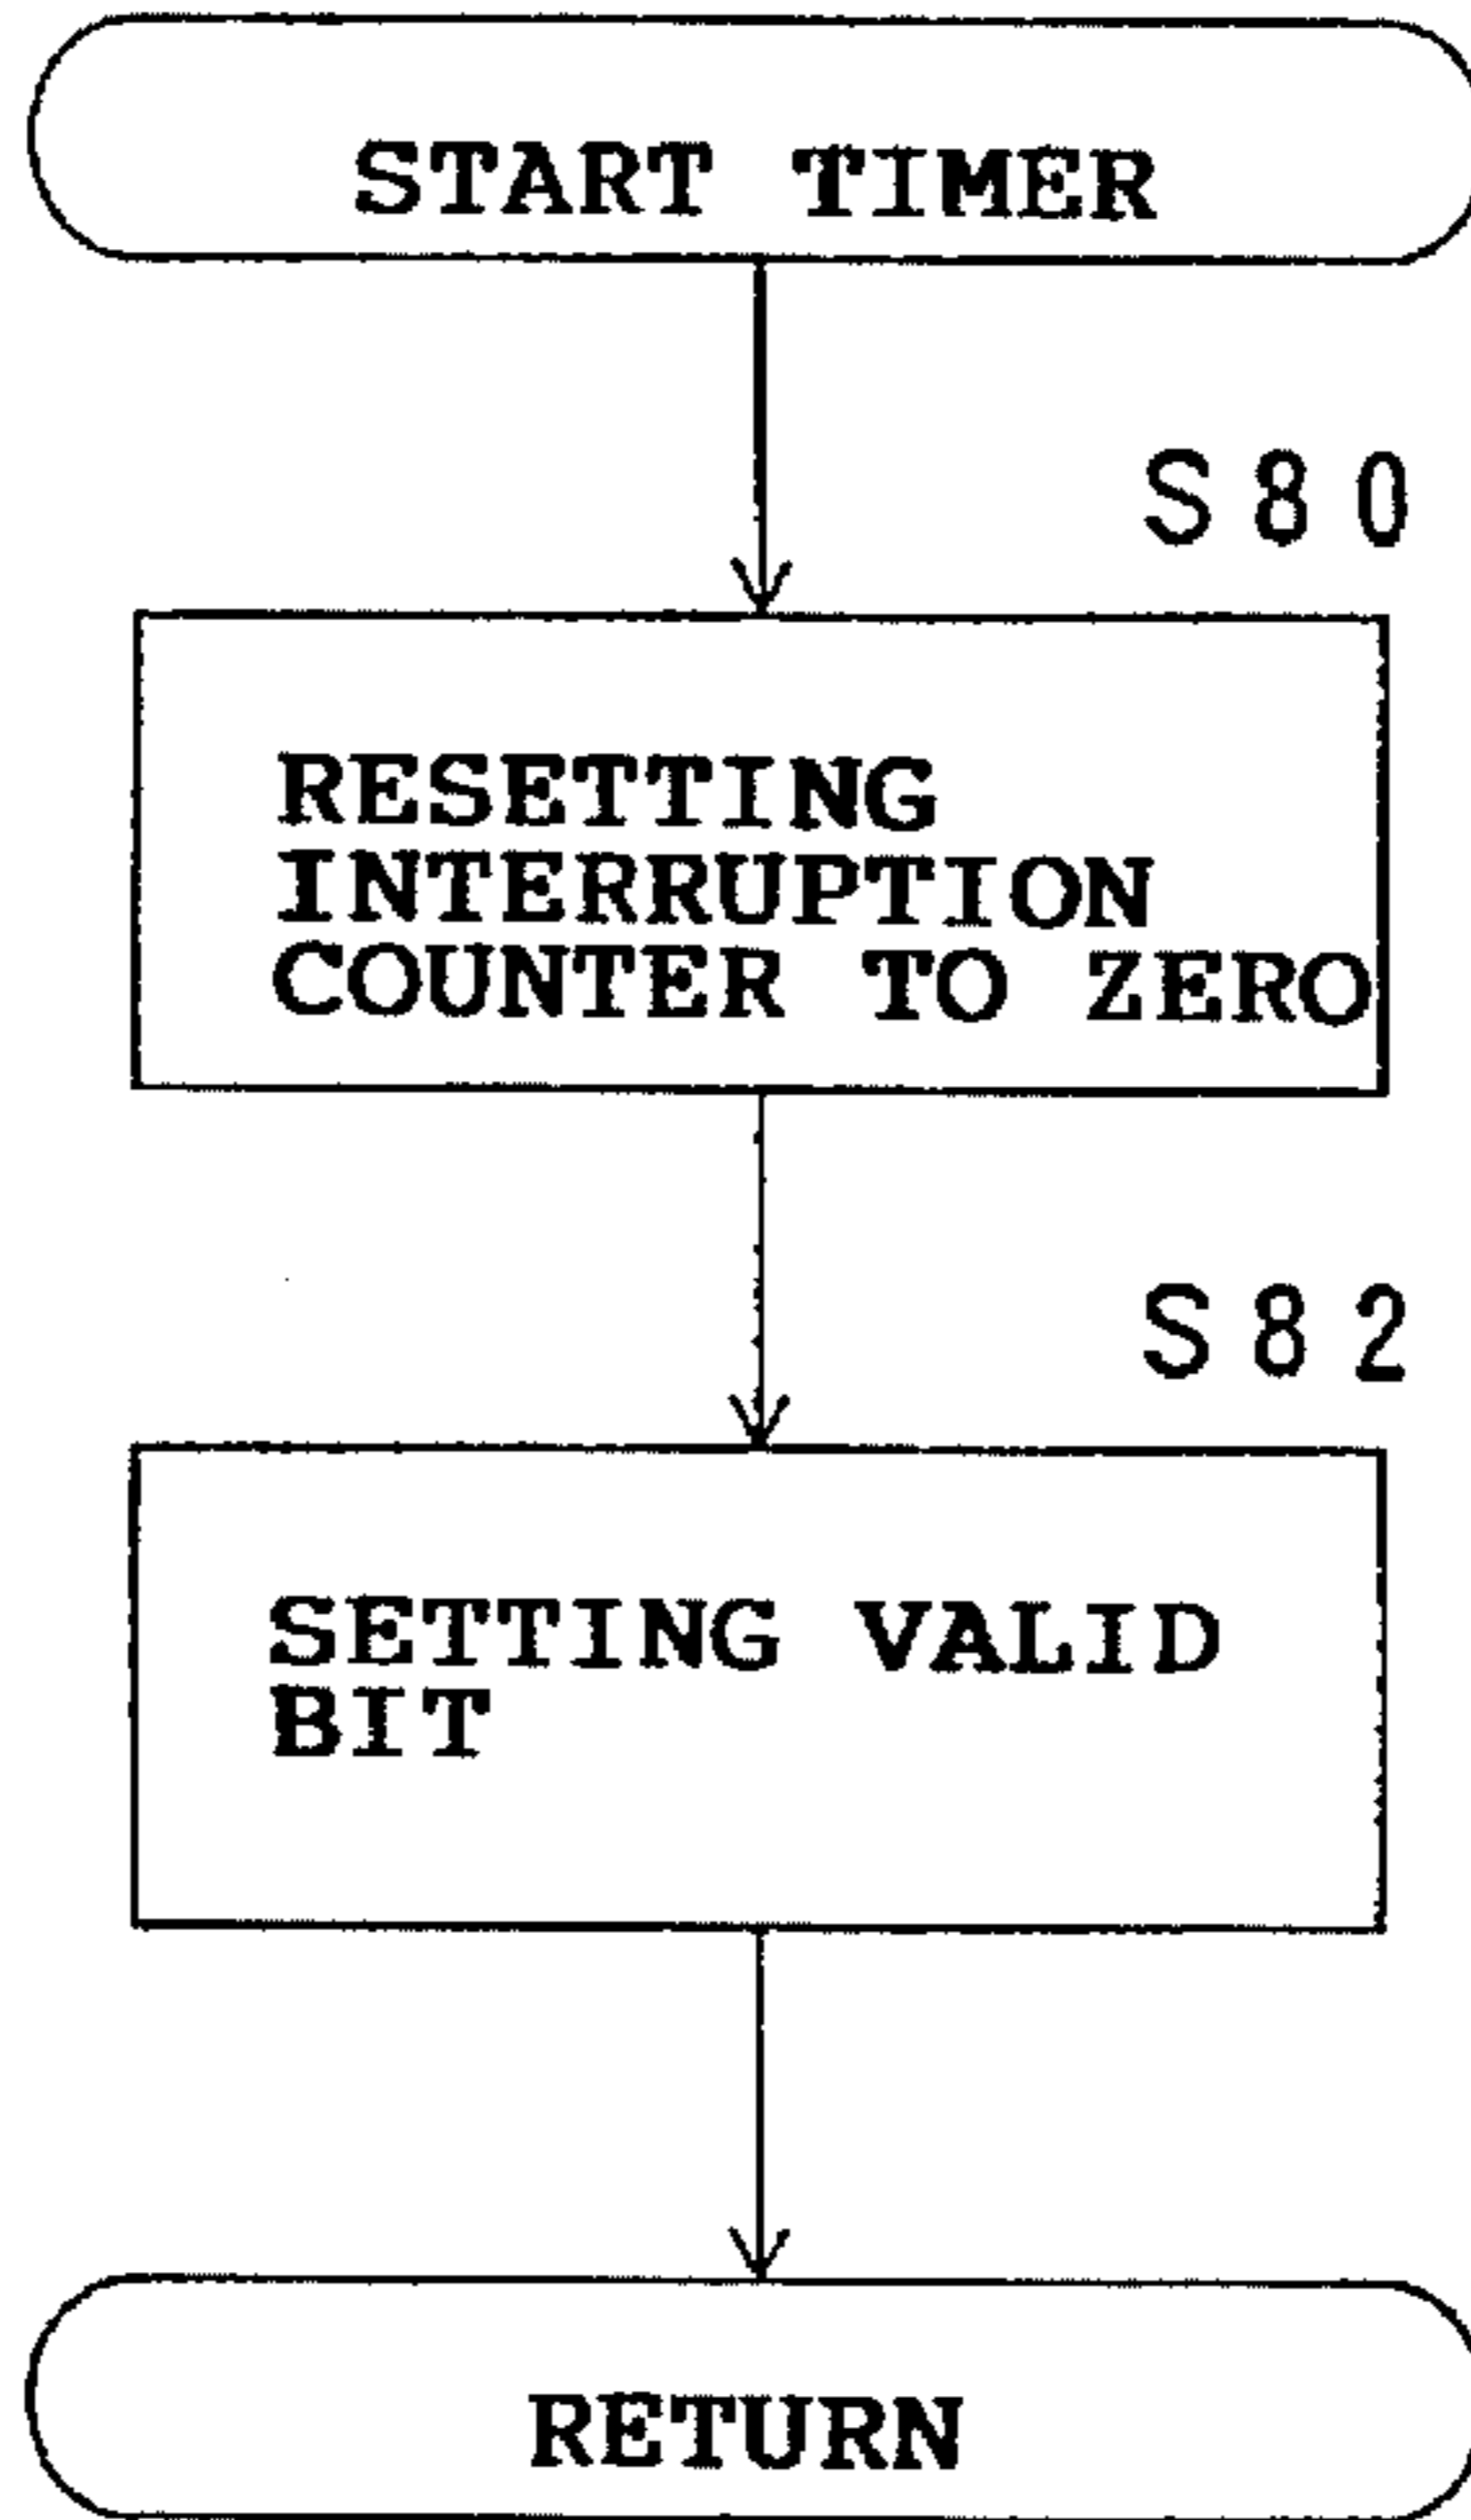 START TIMER
S80
RESETTING
INTERRUPTION
COUNTER TO ZERO
S82
SETTING VALID
BIT
RETURN